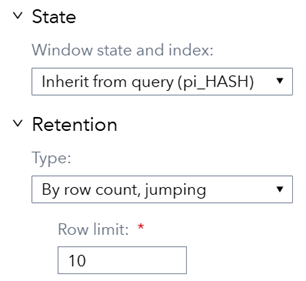 State
Window state and index:
Inherit from query (pi_HASH)
Retention
Type:
By row count, jumping
Row limit: *
10